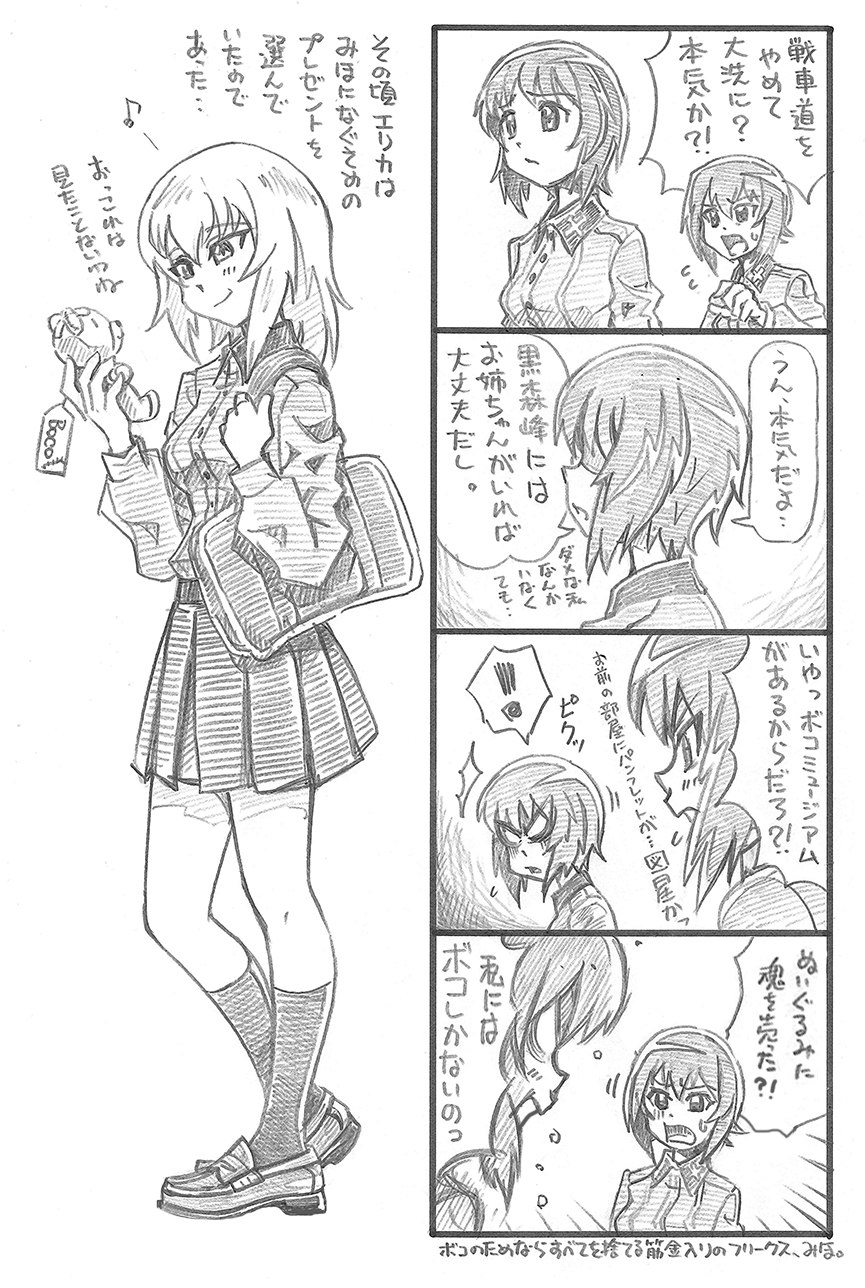 戦車道を
やめて
大洗に?
本気か?!
うん、本気だよ…
黒森峰には
お姉ちゃんがいれば
大丈夫だし。
ダメな私
なんか
いなく
ても…
いゆっボコミュージアム
があるからだろ?!
お前の部屋にパンフレットが…図星かっ
!!
ピクッ
ぬいぐるみに
魂を売った?!
私には
ボコしかないのっ
ボコのためならすべてを捨てる筋金入りのフリークス、みほ。
その頃エリカは
みほになぐさめの
プレゼントを
選んで
いたので
あった…
♪
おっこれは
見たことないわね
Booo!